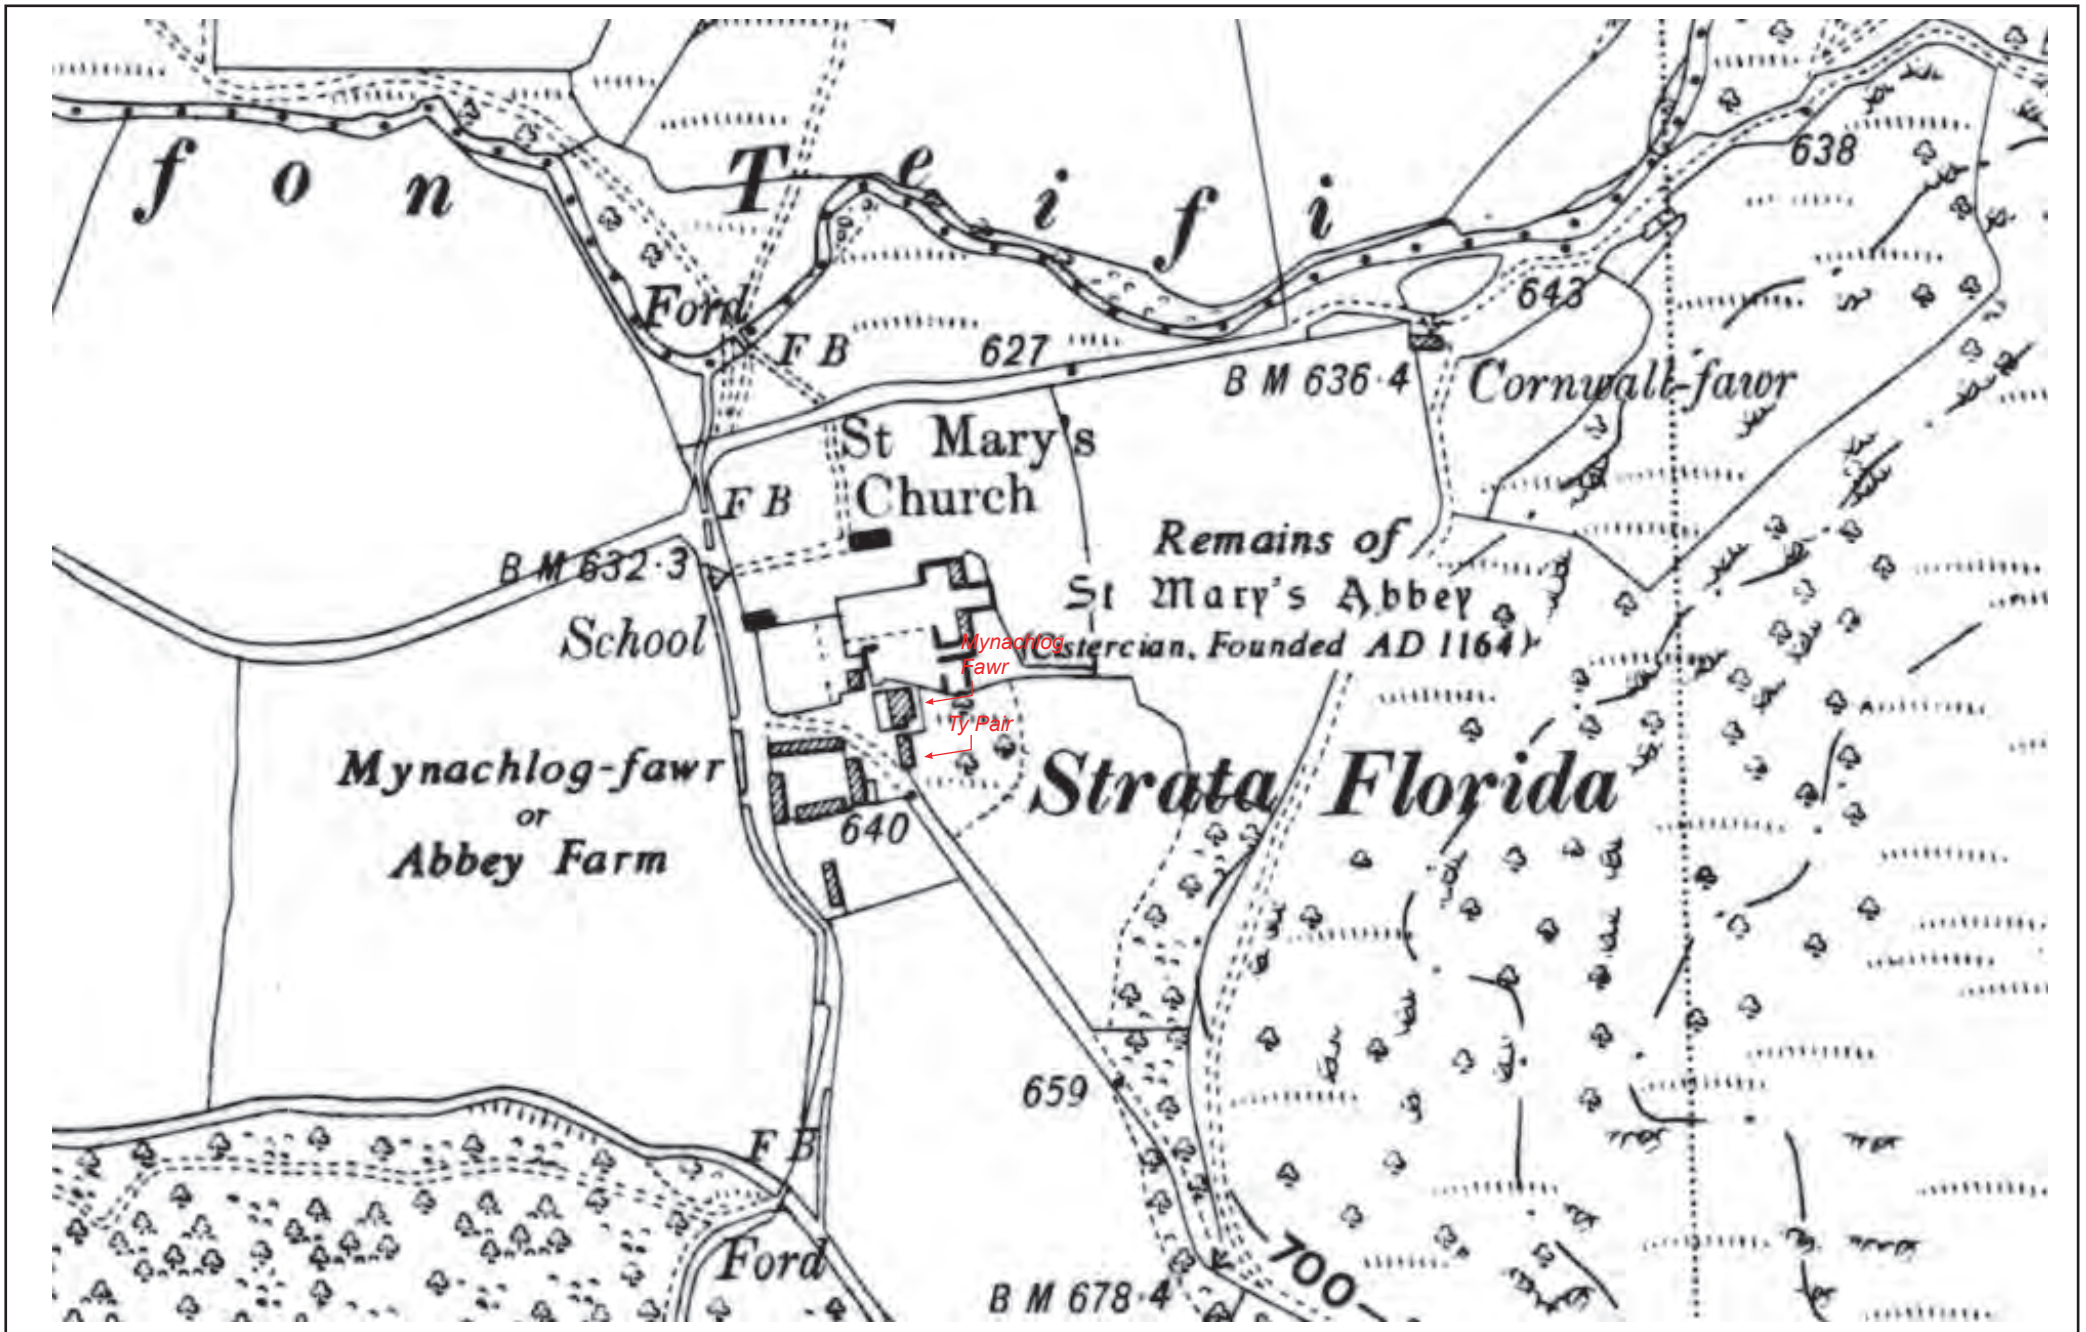 638
fon Teifi
Ford
643
F B
627
B M 636·4
Cornwall-fawr
St Mary's
Church
F B
Remains of
St Mary's Abbey
(Cistercian, Founded AD 1164)
B M 632·3
School
Mynachlog
Fawr
Ty Pair
Mynachlog-fawr
or
Abbey Farm
Strata Florida
640
659
F B
Ford
700
B M 678·4